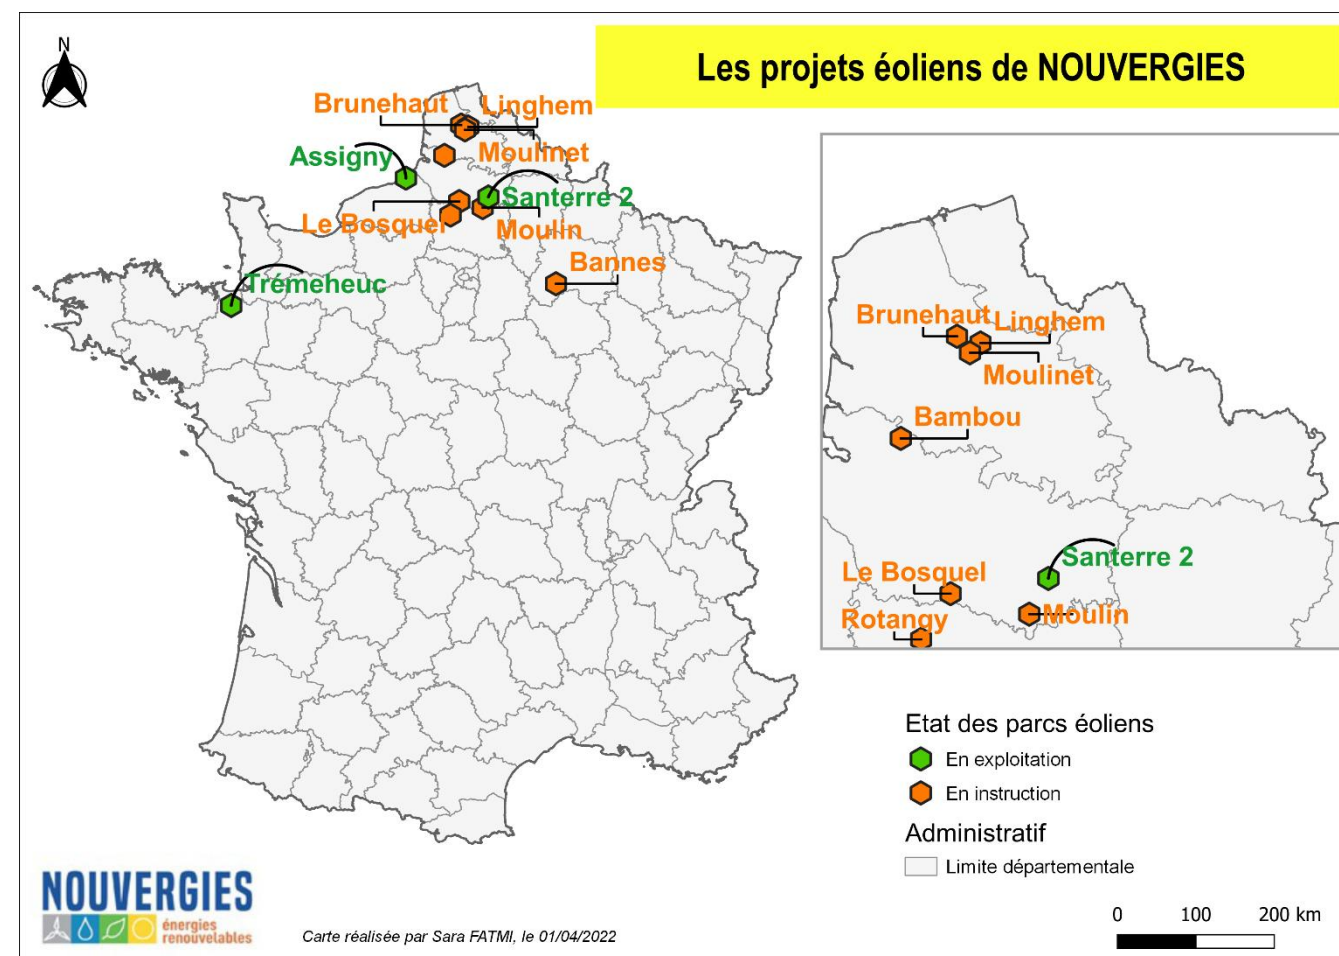 N
Les projets éoliens de NOUVERGIES
Brunehaut
Linghem
Assigny
Moulinet
Santerre 2
Le Bosquel
Moulin
Bannes
Trémeheuc
Brunehaut
Linghem
Moulinet
Bambou
Santerre 2
Le Bosquel
Moulin
Rotangy
Etat des parcs éoliens
En exploitation
En instruction
Administratif
Limite départementale
0 100 200 km
NOUVERGIES
énergies
renouvelables
Carte réalisée par Sara FATMI, le 01/04/2022